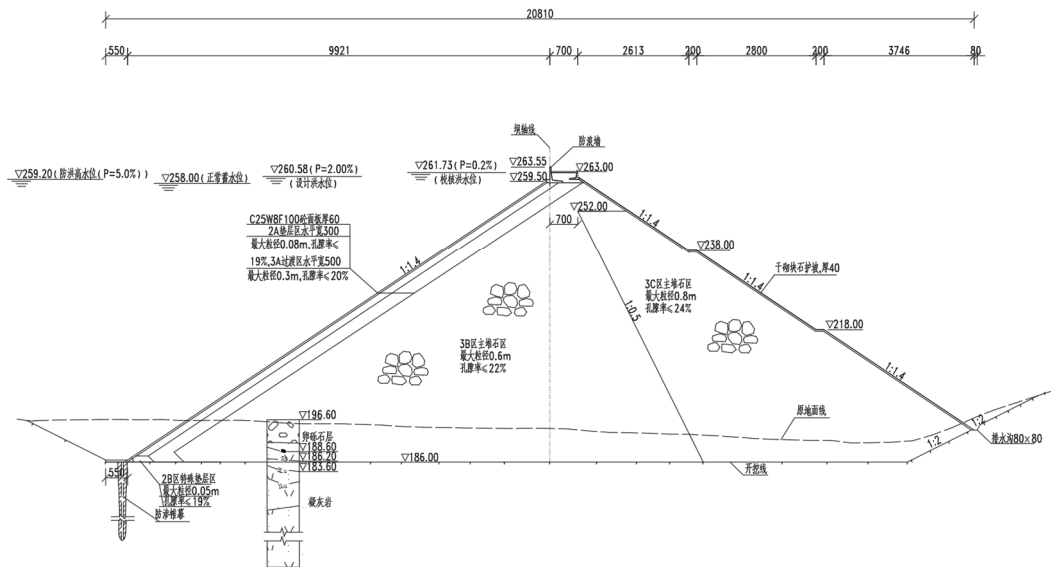 20810
550
9921
700
2613
200
2800
200
3746
80
坝轴线
防浪墙
▽259.20(防洪高水位(P=5.0%))
▽258.00(正常蓄水位)
▽260.58(P=2.00%)
(设计洪水位)
▽261.73(P=0.2%)
(校核洪水位)
▽263.55
▽259.50
▽263.00
C25W8F100砼面板厚60
2A垫层区水平宽300
最大粒径0.08m,孔隙率≤
19%,3A过渡区水平宽500
最大粒径0.3m,孔隙率≤20%
1:1.4
▽252.00
700
1:1.4
▽238.00
干砌块石护坡,厚40
1:1.4
3C区主堆石区
最大粒径0.8m
孔隙率≤24%
1:0.5
▽218.00
3B区主堆石区
最大粒径0.6m
孔隙率≤22%
1:1.4
▽196.60
卵砾石层
▽188.60
▽186.20
▽183.60
▽186.00
原地面线
1:2
1:2
排水沟80×80
开挖线
550
2B区特殊垫层区
最大粒径0.05m
孔隙率≤19%
防渗帷幕
凝灰岩